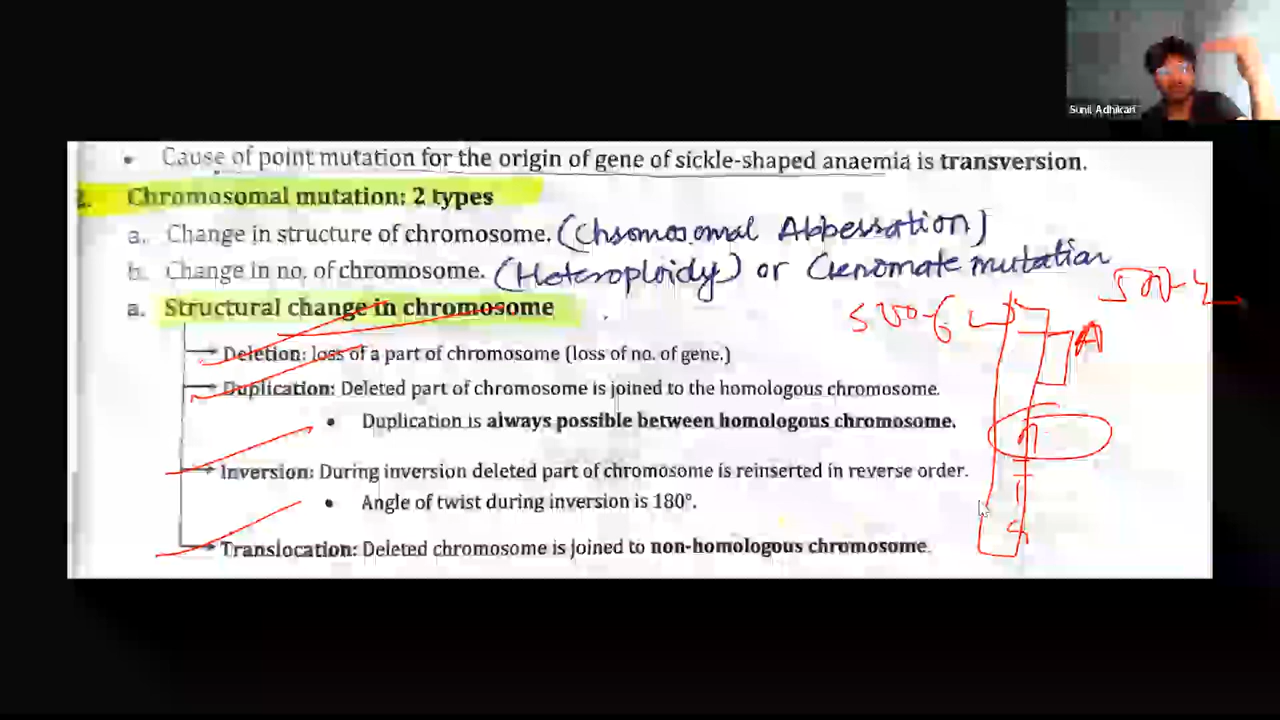 Sunil Adhikari
• Cause of point mutation for the origin of gene of sickle-shaped anaemia is transversion.
2. Chromosomal mutation: 2 types
a. Change in structure of chromosome. (Chromosomal Abberration)
b. Change in no. of chromosome. (Heteroploidy) or Genomate mutation
a. Structural change in chromosome
Deletion: loss of a part of chromosome (loss of no. of gene.)
Duplication: Deleted part of chromosome is joined to the homologous chromosome.
• Duplication is always possible between homologous chromosome.
Inversion: During inversion deleted part of chromosome is reinserted in reverse order.
• Angle of twist during inversion is 180°.
Translocation: Deleted chromosome is joined to non-homologous chromosome.
A